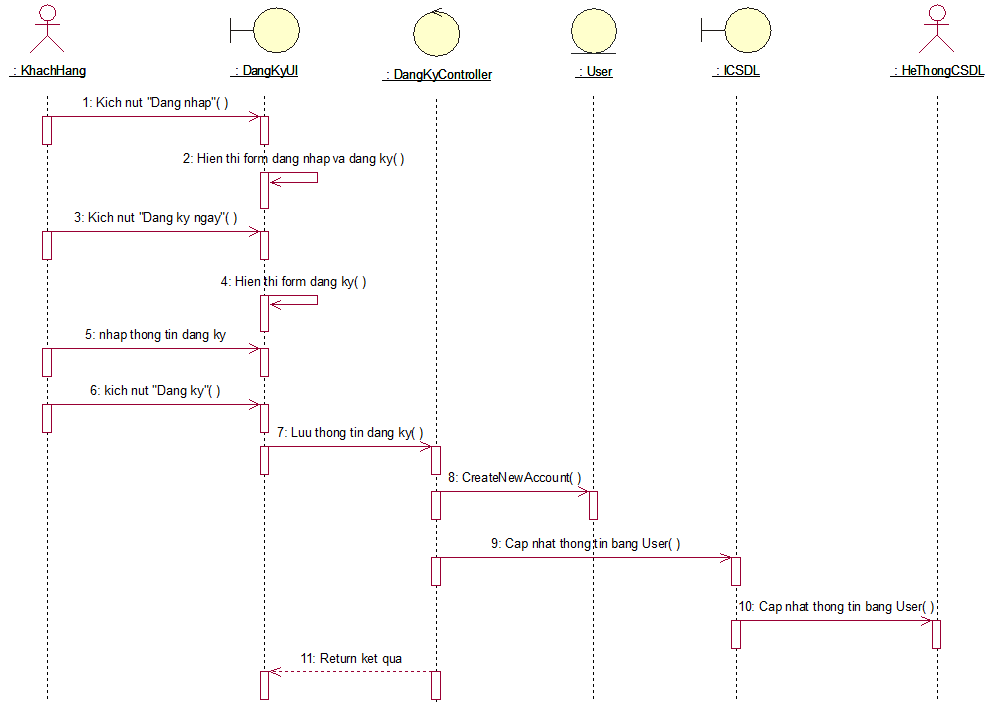 : KhachHang
: DangKyUI
: DangKyController
: User
: ICSDL
: HeThongCSDL
1: Kich nut "Dang nhap"( )
2: Hien thi form dang nhap va dang ky( )
3: Kich nut "Dang ky ngay"( )
4: Hien thi form dang ky( )
5: nhap thong tin dang ky
6: kich nut "Dang ky"( )
7: Luu thong tin dang ky( )
8: CreateNewAccount( )
9: Cap nhat thong tin bang User( )
10: Cap nhat thong tin bang User( )
11: Return ket qua